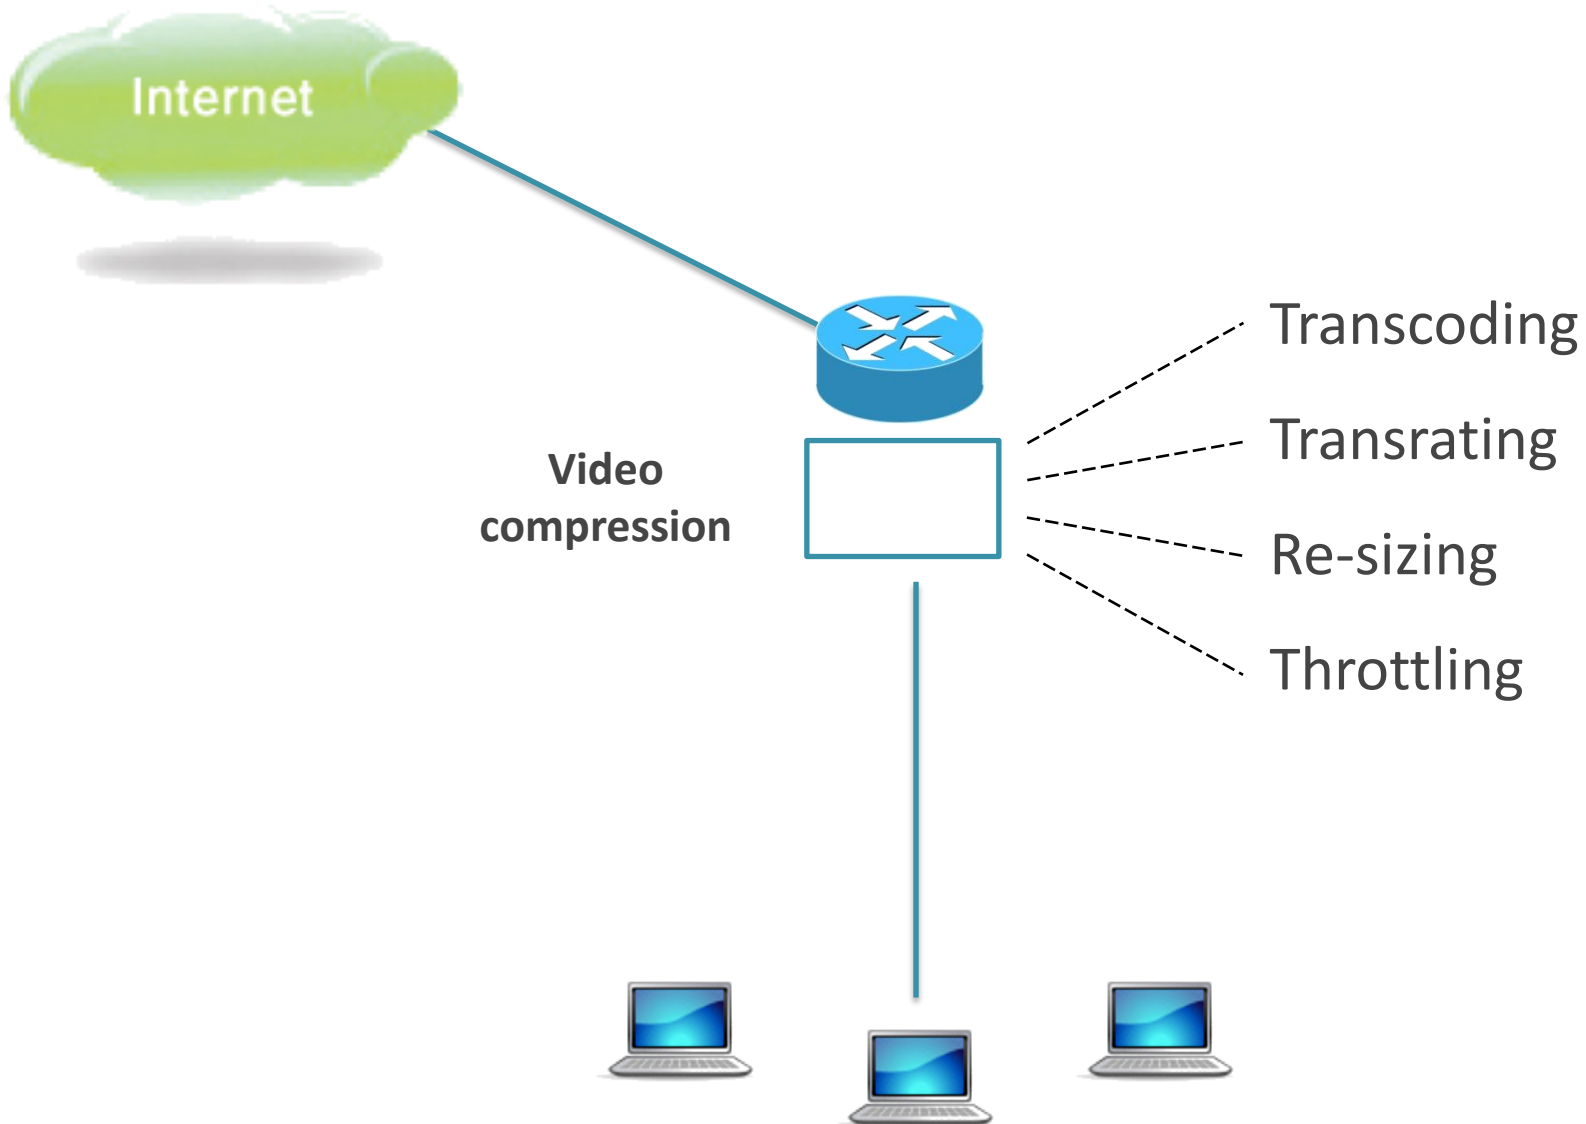 Internet
Transcoding
Transrating
Video
compression
Re-sizing
Throttling